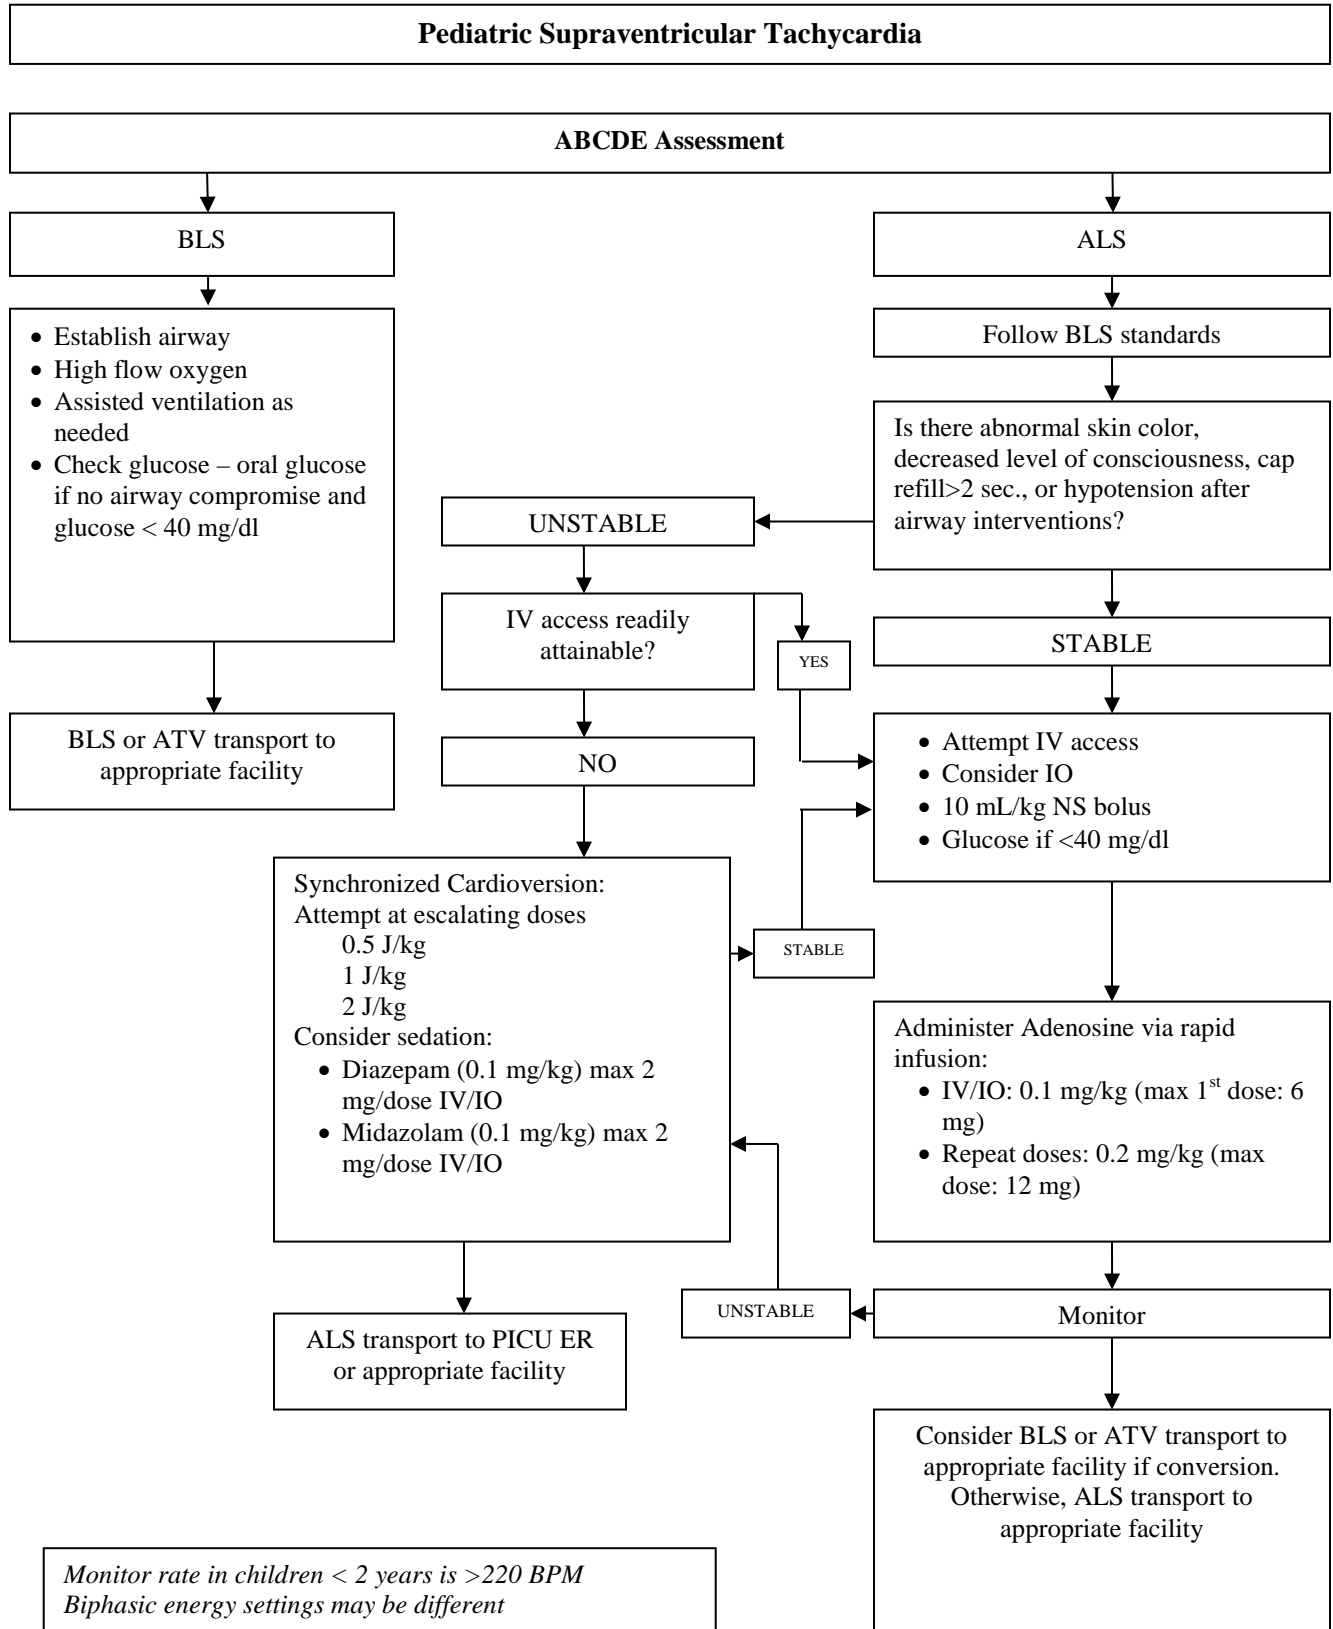 Pediatric Supraventricular Tachycardia
ABCDE Assessment
BLS
• Establish airway
• High flow oxygen
• Assisted ventilation as
needed
• Check glucose – oral glucose
if no airway compromise and
glucose < 40 mg/dl
BLS or ATV transport to
appropriate facility
ALS
Follow BLS standards
Is there abnormal skin color,
decreased level of consciousness, cap
refill>2 sec., or hypotension after
airway interventions?
UNSTABLE
IV access readily
attainable?
YES
NO
STABLE
• Attempt IV access
• Consider IO
• 10 mL/kg NS bolus
• Glucose if <40 mg/dl
Synchronized Cardioversion:
Attempt at escalating doses
0.5 J/kg
1 J/kg
2 J/kg
Consider sedation:
• Diazepam (0.1 mg/kg) max 2
mg/dose IV/IO
• Midazolam (0.1 mg/kg) max 2
mg/dose IV/IO
STABLE
Administer Adenosine via rapid
infusion:
• IV/IO: 0.1 mg/kg (max 1st dose: 6
mg)
• Repeat doses: 0.2 mg/kg (max
dose: 12 mg)
UNSTABLE
Monitor
ALS transport to PICU ER
or appropriate facility
Consider BLS or ATV transport to
appropriate facility if conversion.
Otherwise, ALS transport to
appropriate facility
Monitor rate in children < 2 years is >220 BPM
Biphasic energy settings may be different